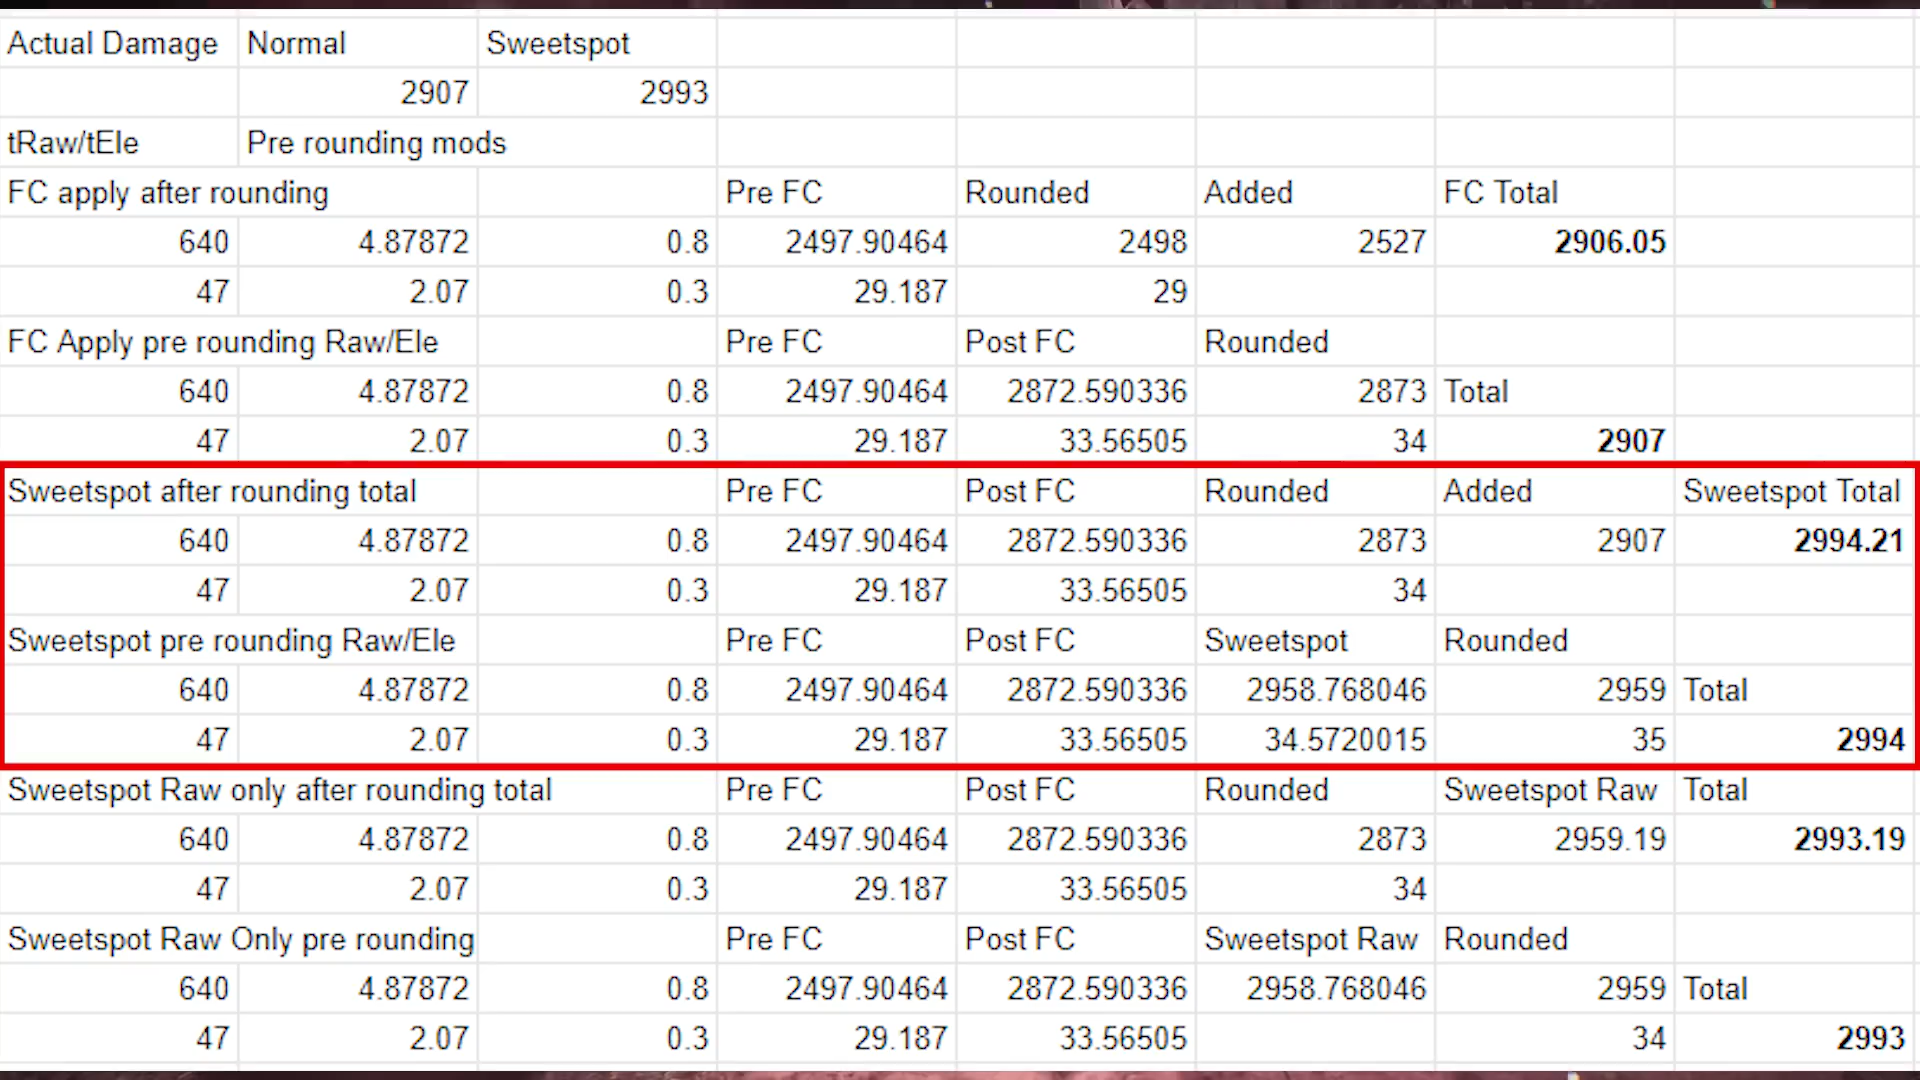 Actual Damage Normal Sweetspot
2907 2993
tRaw/tEle Pre rounding mods
FC apply after rounding Pre FC Rounded Added FC Total
640 4.87872 0.8 2497.90464 2498 2527 2906.05
47 2.07 0.3 29.187 29
FC Apply pre rounding Raw/Ele Pre FC Post FC Rounded
640 4.87872 0.8 2497.90464 2872.590336 2873 Total
47 2.07 0.3 29.187 33.56505 34 2907
Sweetspot after rounding total Pre FC Post FC Rounded Added Sweetspot Total
640 4.87872 0.8 2497.90464 2872.590336 2873 2907 2994.21
47 2.07 0.3 29.187 33.56505 34
Sweetspot pre rounding Raw/Ele Pre FC Post FC Sweetspot Rounded
640 4.87872 0.8 2497.90464 2872.590336 2958.768046 2959 Total
47 2.07 0.3 29.187 33.56505 34.5720015 35 2994
Sweetspot Raw only after rounding total Pre FC Post FC Rounded Sweetspot Raw Total
640 4.87872 0.8 2497.90464 2872.590336 2873 2959.19 2993.19
47 2.07 0.3 29.187 33.56505 34
Sweetspot Raw Only pre rounding Pre FC Post FC Sweetspot Raw Rounded
640 4.87872 0.8 2497.90464 2872.590336 2958.768046 2959 Total
47 2.07 0.3 29.187 33.56505 34 2993